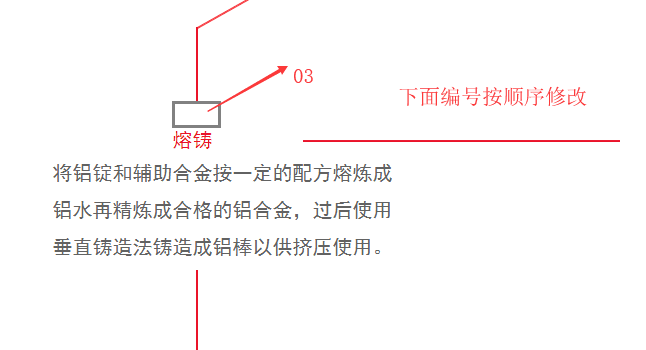 03
下面编号按顺序修改
熔铸
将铝锭和辅助合金按一定的配方熔炼成
铝水再精炼成合格的铝合金，过后使用
垂直铸造法铸造成铝棒以供挤压使用。